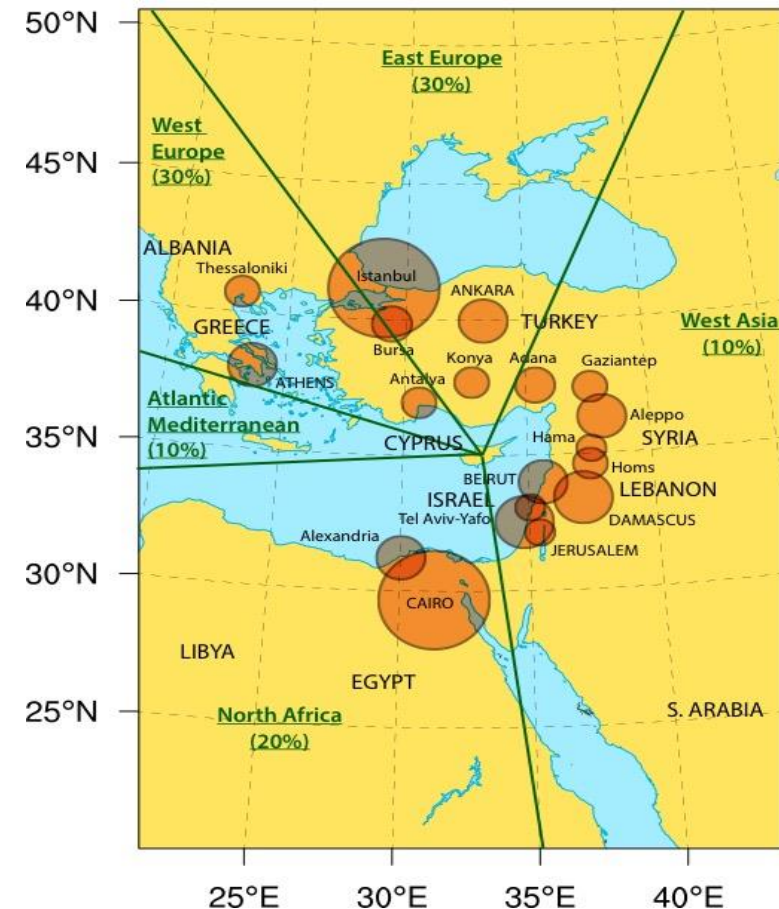 50°N
East Europe
(30%)
West
Europe
(30%)
45°N
ALBANIA
Thessaloniki
Istanbul
40°N
ANKARA
GREECE
TURKEY
West Asia
(10%)
Bursa
Konya
Adana
Gaziantep
ATHENS
Antalya
Atlantic
Mediterranean
(10%)
Aleppo
35°N
CYPRUS
Hama
SYRIA
BEIRUT
Homs
ISRAEL
LEBANON
Tel Aviv-Yafo
DAMASCUS
Alexandria
JERUSALEM
30°N
CAIRO
LIBYA
EGYPT
25°N
North Africa
(20%)
S. ARABIA
25°E 30°E 35°E 40°E